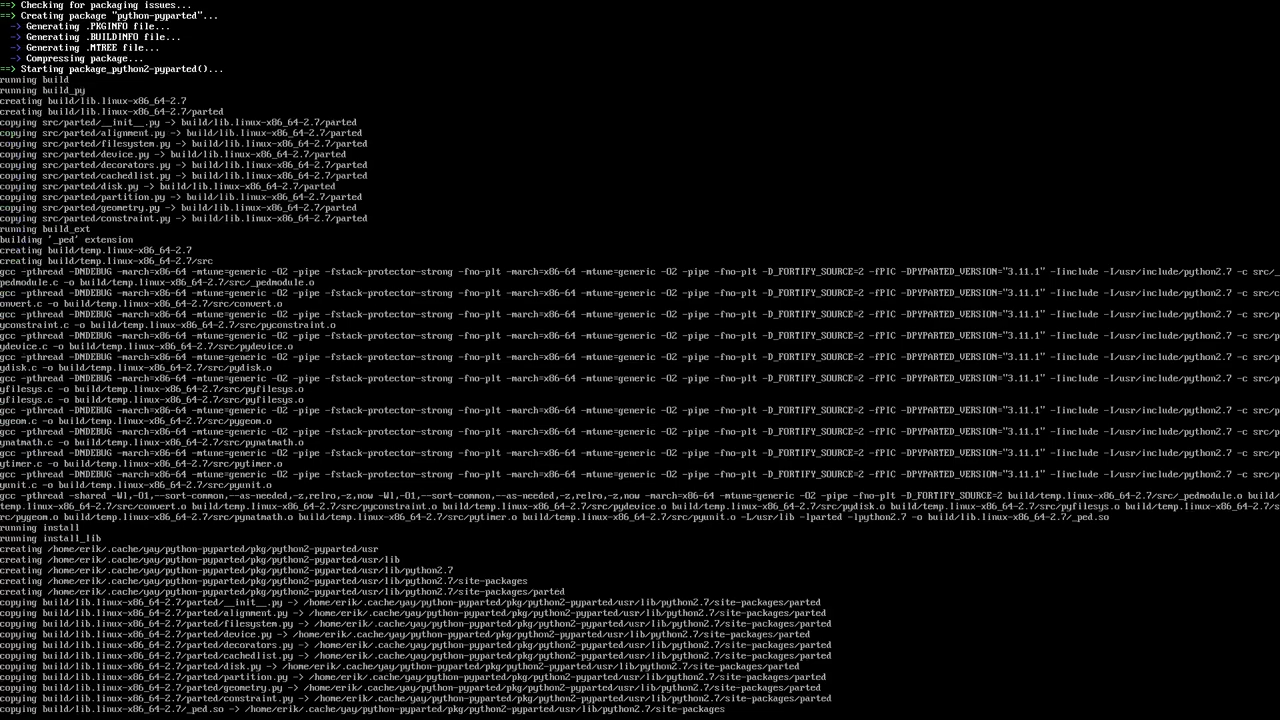 ==> Checking for packaging issues...
==> Creating package "python-pyparted"...
  -> Generating .PKGINFO file...
  -> Generating .BUILDINFO file...
  -> Generating .MTREE file...
  -> Compressing package...
==> Starting package_python2-pyparted()...
running build
running build_py
creating build/lib.linux-x86_64-2.7
creating build/lib.linux-x86_64-2.7/parted
copying src/parted/__init__.py -> build/lib.linux-x86_64-2.7/parted
copying src/parted/alignment.py -> build/lib.linux-x86_64-2.7/parted
copying src/parted/filesystem.py -> build/lib.linux-x86_64-2.7/parted
copying src/parted/device.py -> build/lib.linux-x86_64-2.7/parted
copying src/parted/decorators.py -> build/lib.linux-x86_64-2.7/parted
copying src/parted/cachedlist.py -> build/lib.linux-x86_64-2.7/parted
copying src/parted/disk.py -> build/lib.linux-x86_64-2.7/parted
copying src/parted/partition.py -> build/lib.linux-x86_64-2.7/parted
copying src/parted/geometry.py -> build/lib.linux-x86_64-2.7/parted
copying src/parted/constraint.py -> build/lib.linux-x86_64-2.7/parted
running build_ext
building '_ped' extension
creating build/temp.linux-x86_64-2.7
creating build/temp.linux-x86_64-2.7/src
gcc -pthread -DNDEBUG -march=x86-64 -mtune=generic -O2 -pipe -fstack-protector-strong -fno-plt -march=x86-64 -mtune=generic -O2 -pipe -fno-plt -D_FORTIFY_SOURCE=2 -fPIC -DPYPARTED_VERSION="3.11.1" -Iinclude -I/usr/include/python2.7 -c src/_
pedmodule.c -o build/temp.linux-x86_64-2.7/src/_pedmodule.o
gcc -pthread -DNDEBUG -march=x86-64 -mtune=generic -O2 -pipe -fstack-protector-strong -fno-plt -march=x86-64 -mtune=generic -O2 -pipe -fno-plt -D_FORTIFY_SOURCE=2 -fPIC -DPYPARTED_VERSION="3.11.1" -Iinclude -I/usr/include/python2.7 -c src/c
onvert.c -o build/temp.linux-x86_64-2.7/src/convert.o
gcc -pthread -DNDEBUG -march=x86-64 -mtune=generic -O2 -pipe -fstack-protector-strong -fno-plt -march=x86-64 -mtune=generic -O2 -pipe -fno-plt -D_FORTIFY_SOURCE=2 -fPIC -DPYPARTED_VERSION="3.11.1" -Iinclude -I/usr/include/python2.7 -c src/p
yconstraint.c -o build/temp.linux-x86_64-2.7/src/pyconstraint.o
gcc -pthread -DNDEBUG -march=x86-64 -mtune=generic -O2 -pipe -fstack-protector-strong -fno-plt -march=x86-64 -mtune=generic -O2 -pipe -fno-plt -D_FORTIFY_SOURCE=2 -fPIC -DPYPARTED_VERSION="3.11.1" -Iinclude -I/usr/include/python2.7 -c src/p
ydevice.c -o build/temp.linux-x86_64-2.7/src/pydevice.o
gcc -pthread -DNDEBUG -march=x86-64 -mtune=generic -O2 -pipe -fstack-protector-strong -fno-plt -march=x86-64 -mtune=generic -O2 -pipe -fno-plt -D_FORTIFY_SOURCE=2 -fPIC -DPYPARTED_VERSION="3.11.1" -Iinclude -I/usr/include/python2.7 -c src/p
ydisk.c -o build/temp.linux-x86_64-2.7/src/pydisk.o
gcc -pthread -DNDEBUG -march=x86-64 -mtune=generic -O2 -pipe -fstack-protector-strong -fno-plt -march=x86-64 -mtune=generic -O2 -pipe -fno-plt -D_FORTIFY_SOURCE=2 -fPIC -DPYPARTED_VERSION="3.11.1" -Iinclude -I/usr/include/python2.7 -c src/p
yfilesys.c -o build/temp.linux-x86_64-2.7/src/pyfilesys.o
yfilesys.c -o build/temp.linux-x86_64-2.7/src/pyfilesys.o
gcc -pthread -DNDEBUG -march=x86-64 -mtune=generic -O2 -pipe -fstack-protector-strong -fno-plt -march=x86-64 -mtune=generic -O2 -pipe -fno-plt -D_FORTIFY_SOURCE=2 -fPIC -DPYPARTED_VERSION="3.11.1" -Iinclude -I/usr/include/python2.7 -c src/p
ygeom.c -o build/temp.linux-x86_64-2.7/src/pygeom.o
gcc -pthread -DNDEBUG -march=x86-64 -mtune=generic -O2 -pipe -fstack-protector-strong -fno-plt -march=x86-64 -mtune=generic -O2 -pipe -fno-plt -D_FORTIFY_SOURCE=2 -fPIC -DPYPARTED_VERSION="3.11.1" -Iinclude -I/usr/include/python2.7 -c src/p
ynatmath.c -o build/temp.linux-x86_64-2.7/src/pynatmath.o
gcc -pthread -DNDEBUG -march=x86-64 -mtune=generic -O2 -pipe -fstack-protector-strong -fno-plt -march=x86-64 -mtune=generic -O2 -pipe -fno-plt -D_FORTIFY_SOURCE=2 -fPIC -DPYPARTED_VERSION="3.11.1" -Iinclude -I/usr/include/python2.7 -c src/p
ytimer.c -o build/temp.linux-x86_64-2.7/src/pytimer.o
gcc -pthread -DNDEBUG -march=x86-64 -mtune=generic -O2 -pipe -fstack-protector-strong -fno-plt -march=x86-64 -mtune=generic -O2 -pipe -fno-plt -D_FORTIFY_SOURCE=2 -fPIC -DPYPARTED_VERSION="3.11.1" -Iinclude -I/usr/include/python2.7 -c src/p
yunit.c -o build/temp.linux-x86_64-2.7/src/pyunit.o
gcc -pthread -shared -Wl,-O1,--sort-common,--as-needed,-z,relro,-z,now -march=x86-64 -mtune=generic -O2 -pipe -fno-plt -D_FORTIFY_SOURCE=2 build/temp.linux-x86_64-2.7/src/_pedmodule.o build/
temp.linux-x86_64-2.7/src/convert.o build/temp.linux-x86_64-2.7/src/pyconstraint.o build/temp.linux-x86_64-2.7/src/pydevice.o build/temp.linux-x86_64-2.7/src/pydisk.o build/temp.linux-x86_64-2.7/src/pyfilesys.o build/temp.linux-x86_64-2.7/s
rc/pygeom.o build/temp.linux-x86_64-2.7/src/pynatmath.o build/temp.linux-x86_64-2.7/src/pytimer.o build/temp.linux-x86_64-2.7/src/pyunit.o -L/usr/lib -lparted -lpython2.7 -o build/lib.linux-x86_64-2.7/_ped.so
running install
running install_lib
creating /home/erik/.cache/yay/python-pyparted/pkg/python2-pyparted/usr
creating /home/erik/.cache/yay/python-pyparted/pkg/python2-pyparted/usr/lib
creating /home/erik/.cache/yay/python-pyparted/pkg/python2-pyparted/usr/lib/python2.7
creating /home/erik/.cache/yay/python-pyparted/pkg/python2-pyparted/usr/lib/python2.7/site-packages
creating /home/erik/.cache/yay/python-pyparted/pkg/python2-pyparted/usr/lib/python2.7/site-packages/parted
copying build/lib.linux-x86_64-2.7/parted/__init__.py -> /home/erik/.cache/yay/python-pyparted/pkg/python2-pyparted/usr/lib/python2.7/site-packages/parted
copying build/lib.linux-x86_64-2.7/parted/alignment.py -> /home/erik/.cache/yay/python-pyparted/pkg/python2-pyparted/usr/lib/python2.7/site-packages/parted
copying build/lib.linux-x86_64-2.7/parted/filesystem.py -> /home/erik/.cache/yay/python-pyparted/pkg/python2-pyparted/usr/lib/python2.7/site-packages/parted
copying build/lib.linux-x86_64-2.7/parted/device.py -> /home/erik/.cache/yay/python-pyparted/pkg/python2-pyparted/usr/lib/python2.7/site-packages/parted
copying build/lib.linux-x86_64-2.7/parted/decorators.py -> /home/erik/.cache/yay/python-pyparted/pkg/python2-pyparted/usr/lib/python2.7/site-packages/parted
copying build/lib.linux-x86_64-2.7/parted/cachedlist.py -> /home/erik/.cache/yay/python-pyparted/pkg/python2-pyparted/usr/lib/python2.7/site-packages/parted
copying build/lib.linux-x86_64-2.7/parted/disk.py -> /home/erik/.cache/yay/python-pyparted/pkg/python2-pyparted/usr/lib/python2.7/site-packages/parted
copying build/lib.linux-x86_64-2.7/parted/partition.py -> /home/erik/.cache/yay/python-pyparted/pkg/python2-pyparted/usr/lib/python2.7/site-packages/parted
copying build/lib.linux-x86_64-2.7/parted/geometry.py -> /home/erik/.cache/yay/python-pyparted/pkg/python2-pyparted/usr/lib/python2.7/site-packages/parted
copying build/lib.linux-x86_64-2.7/parted/constraint.py -> /home/erik/.cache/yay/python-pyparted/pkg/python2-pyparted/usr/lib/python2.7/site-packages/parted
copying build/lib.linux-x86_64-2.7/_ped.so -> /home/erik/.cache/yay/python-pyparted/pkg/python2-pyparted/usr/lib/python2.7/site-packages